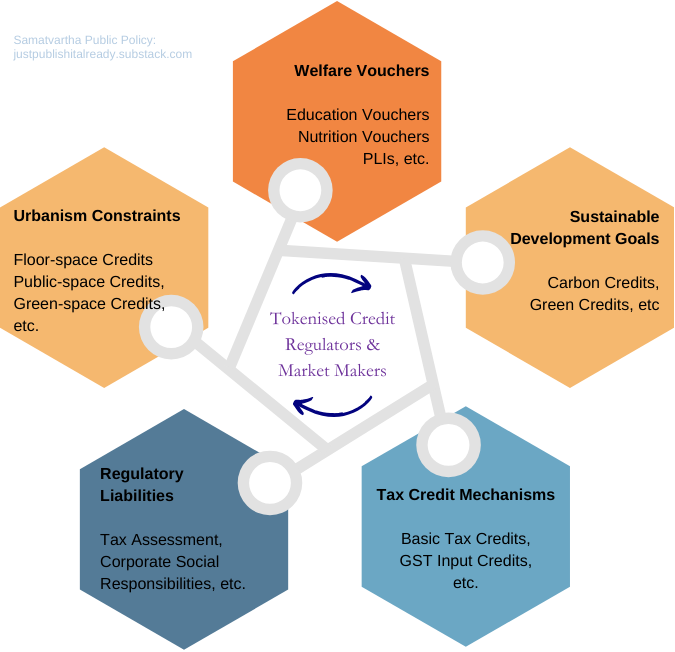 Samatvartha Public Policy:
justpublishitalready.substack.com
Welfare Vouchers
Education Vouchers
Nutrition Vouchers
PLIs, etc.
Urbanism Constraints
Floor-space Credits
Public-space Credits,
Green-space Credits,
etc.
Sustainable
Development Goals
Carbon Credits,
Green Credits, etc
Tokenised Credit
Regulators &
Market Makers
Regulatory
Liabilities
Tax Assessment,
Corporate Social
Responsibilities, etc.
Tax Credit Mechanisms
Basic Tax Credits,
GST Input Credits,
etc.